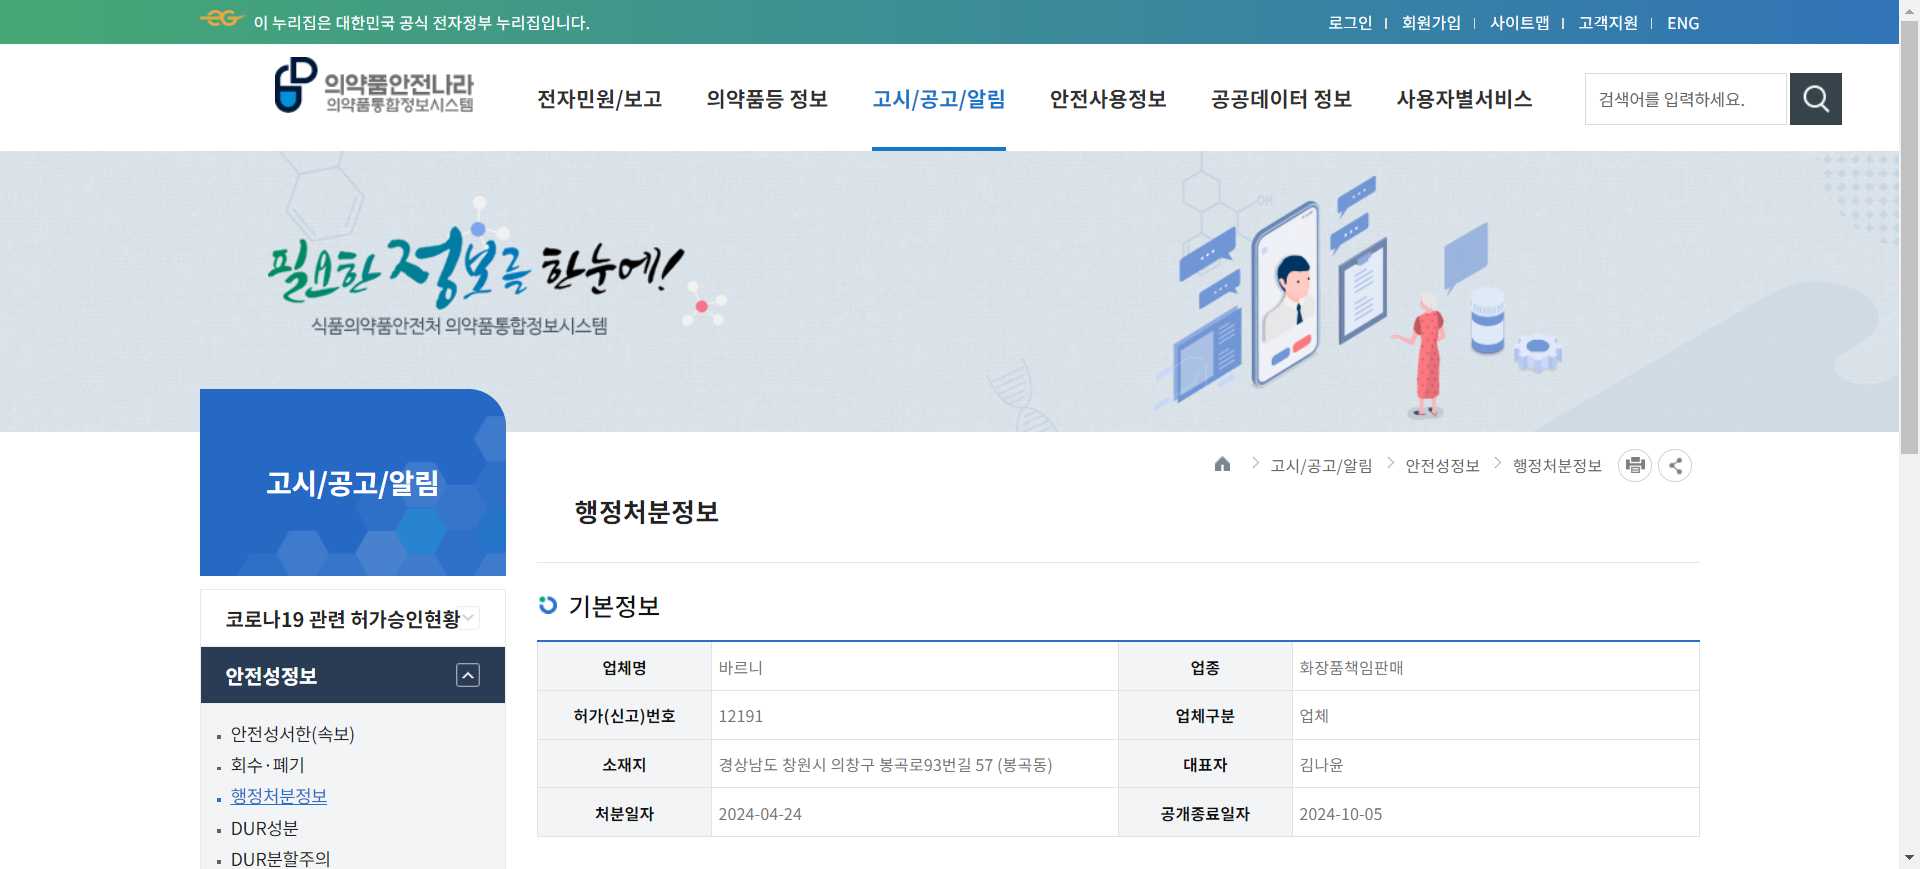 이 누리집은 대한민국 공식 전자정부 누리집입니다.
로그인 회원가입 사이트맵 고객지원 ENG
의약품안전나라
의약품통합정보시스템
전자민원/보고 의약품등 정보 고시/공고/알림 안전사용정보 공공데이터 정보 사용자별서비스
검색어를 입력하세요.
필요한 정보를 한눈에!
식품의약품안전처 의약품통합정보시스템
OH
고시/공고/알림
고시/공고/알림 안전성정보 행정처분정보
행정처분정보
코로나19 관련 허가승인현황
안전성정보
안전성서한(속보)
회수·폐기
행정처분정보
DUR성분
DUR분할주의
기본정보
업체명 바르니 업종 화장품책임판매
허가(신고)번호 12191 업체구분 업체
소재지 경상남도 창원시 의창구 봉곡로93번길 57 (봉곡동) 대표자 김나윤
처분일자 2024-04-24 공개종료일자 2024-10-05